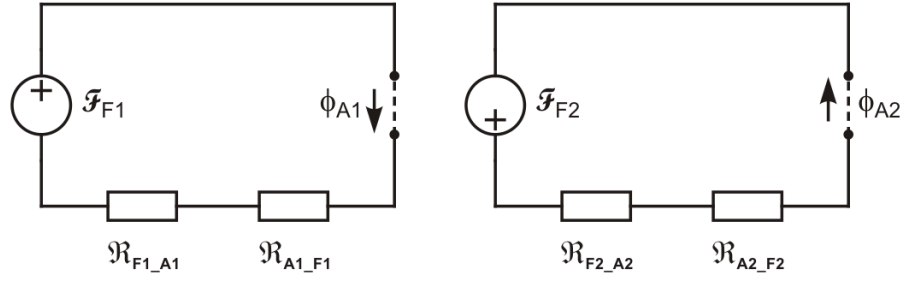 + 𝓕F1 ϕA1 + 𝓕F2 ϕA2
ℜF1_A1 ℜA1_F1 ℜF2_A2 ℜA2_F2